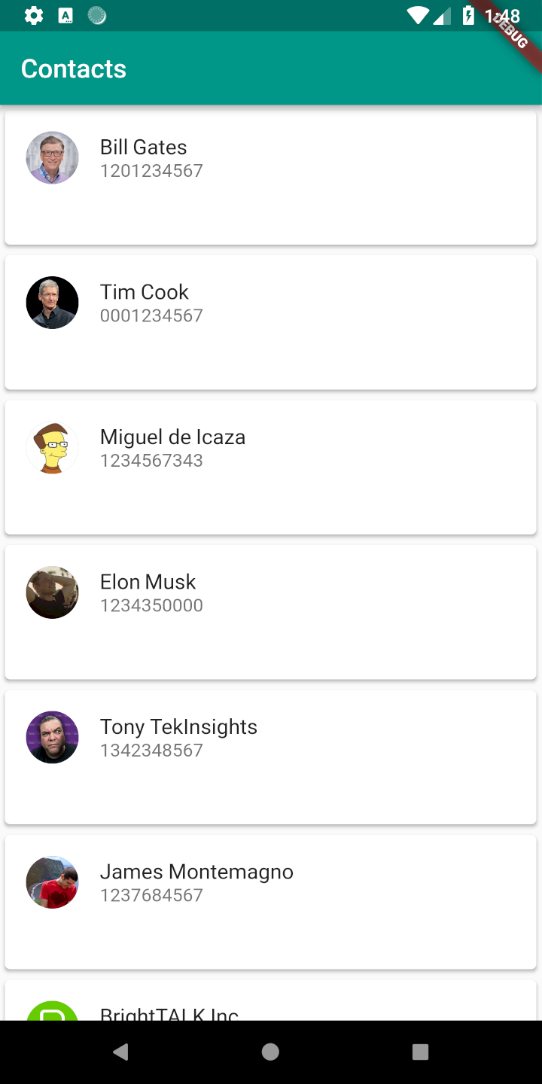 1:48
DEBUG
Contacts
Bill Gates
1201234567
Tim Cook
0001234567
Miguel de Icaza
1234567343
Elon Musk
1234350000
Tony TekInsights
1342348567
James Montemagno
1237684567
BrightTALK Inc